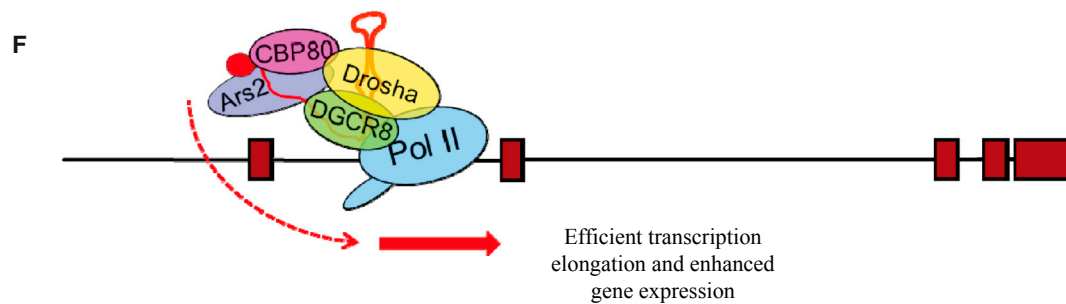 F
CBP80
Ars2
Drosha
DGCR8
Pol II
Efficient transcription
elongation and enhanced
gene expression